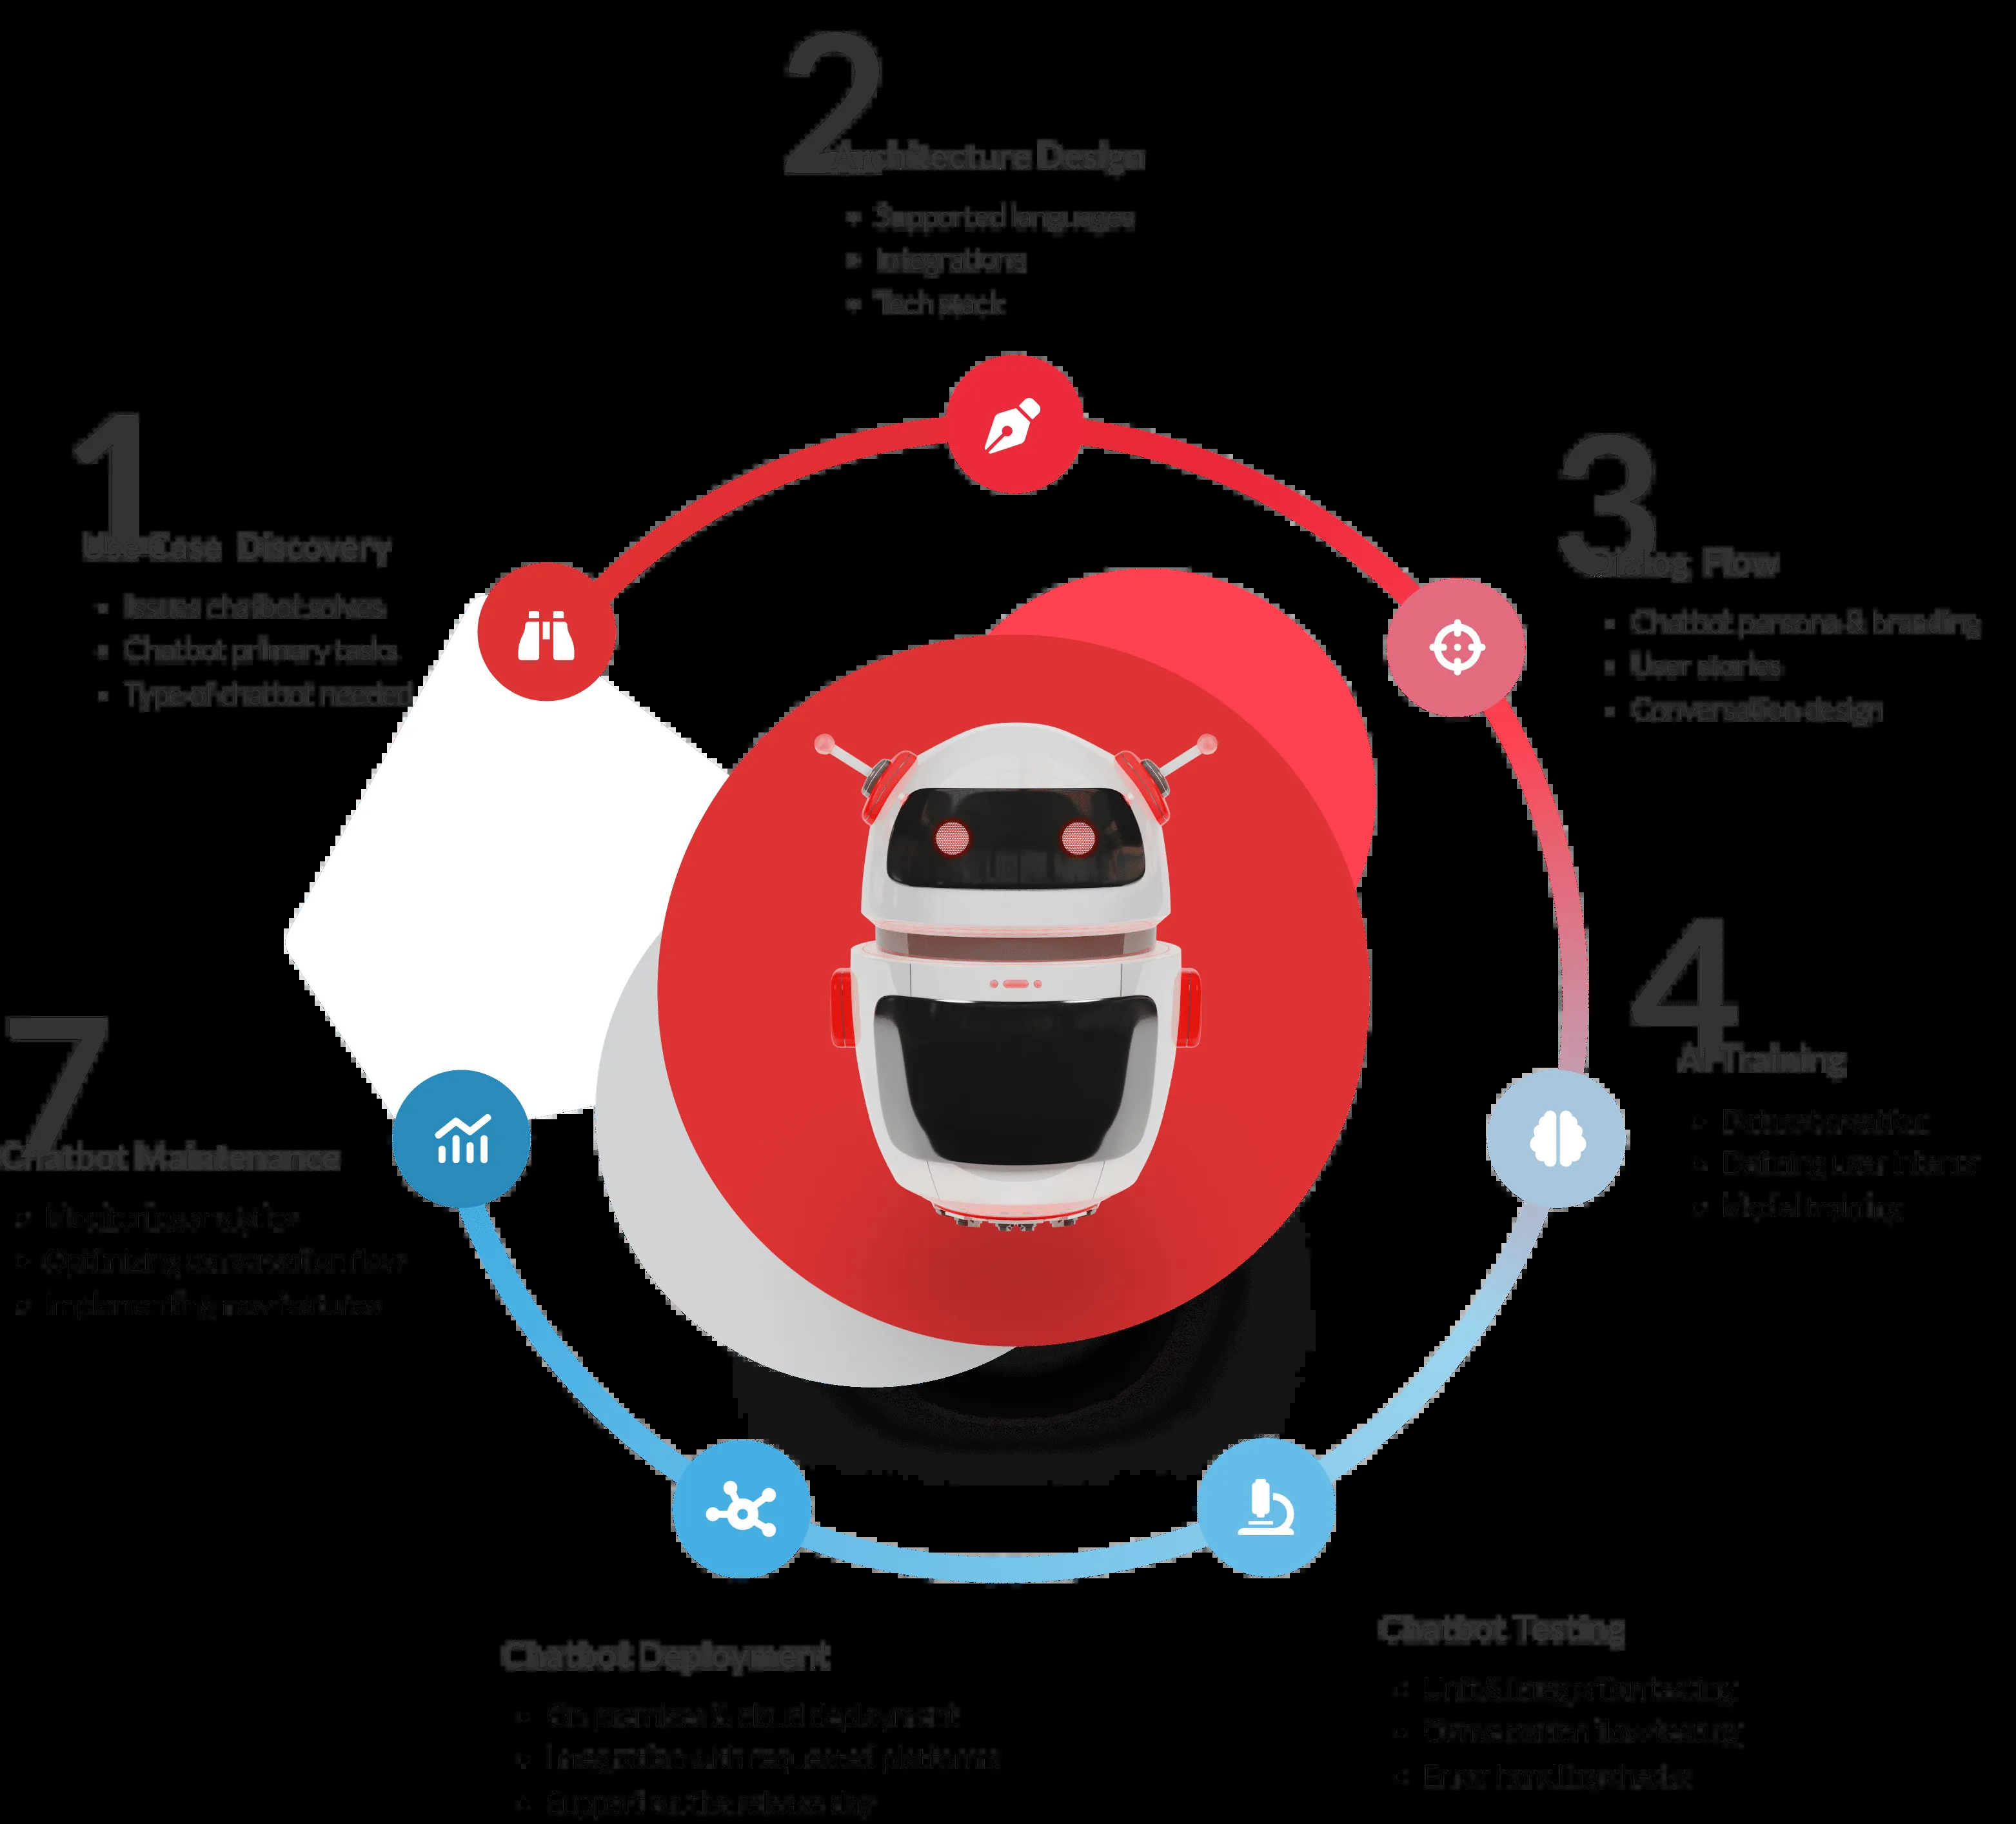 1
Use Case Discovery
Issues chatbot solves
Chatbot primary tasks
Type of chatbot needed
2
Architecture Design
Supported languages
Integrations
Tech stack
3
Dialog Flow
Chatbot persona & branding
User stories
Conversation design
4
AI Training
Dataset creation
Defining user intents
Model training
Chatbot Testing
Unit & integration testing
Conversation flow testing
Error handling checks
Chatbot Deployment
On premises & cloud deployment
Integration with requested platforms
Support on the release day
7
Chatbot Maintenance
Monitoring analytics
Optimizing conversation flow
Implementing new features